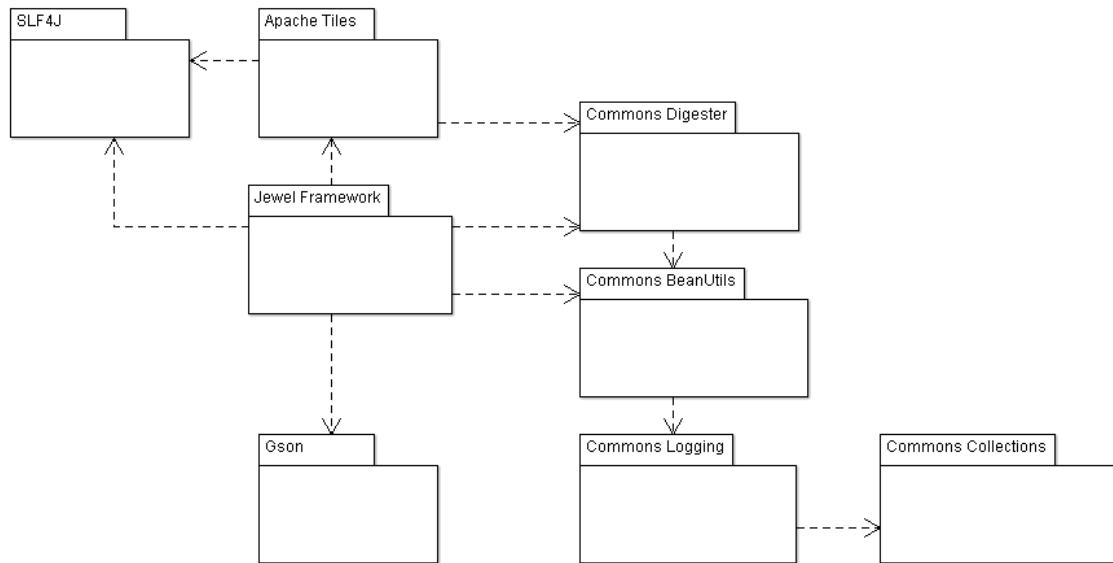 SLF4J
Apache Tiles
Commons Digester
Jewel Framework
Commons BeanUtils
Gson
Commons Logging
Commons Collections